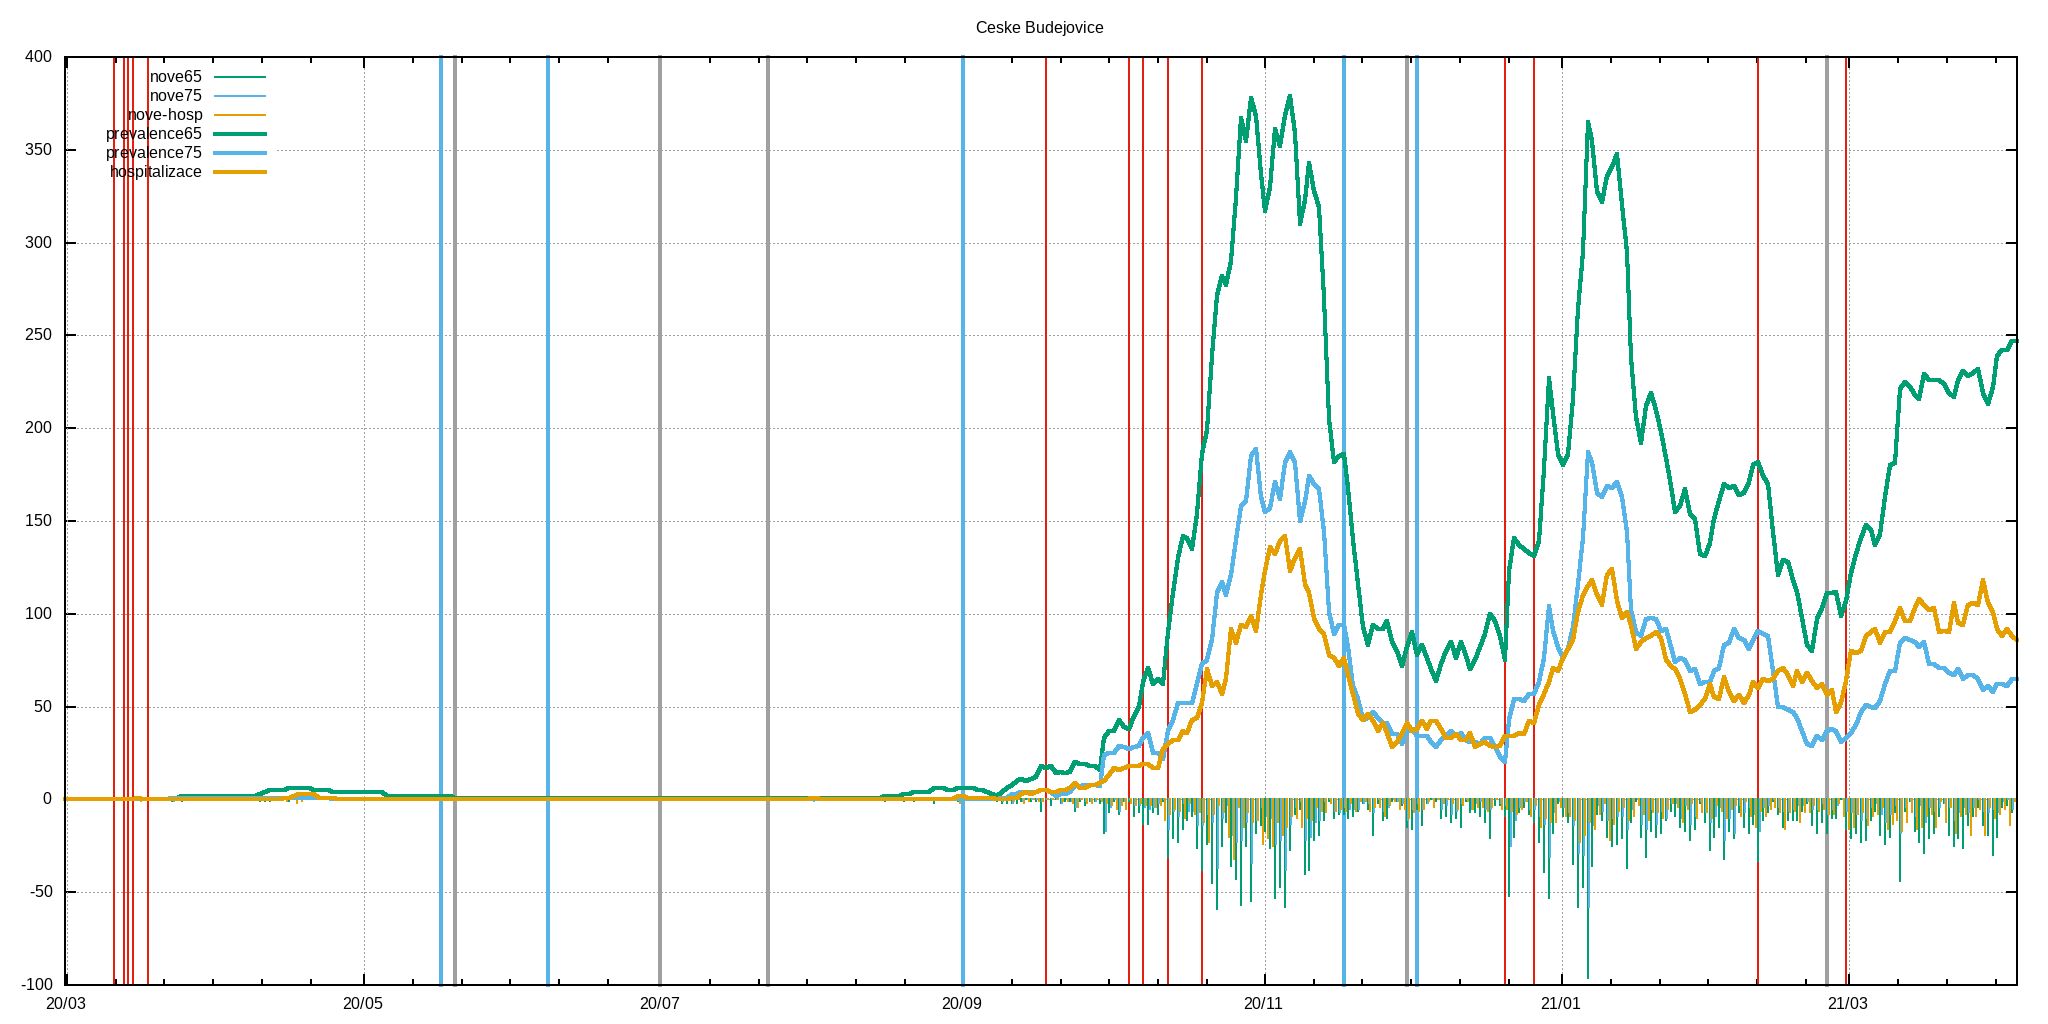 Ceske Budejovice
400
350
300
250
200
150
100
50
0
-50
-100
nove65
nove75
nove-hosp
prevalence65
prevalence75
hospitalizace
20/03 20/05 20/07 20/09 20/11 21/01 21/03